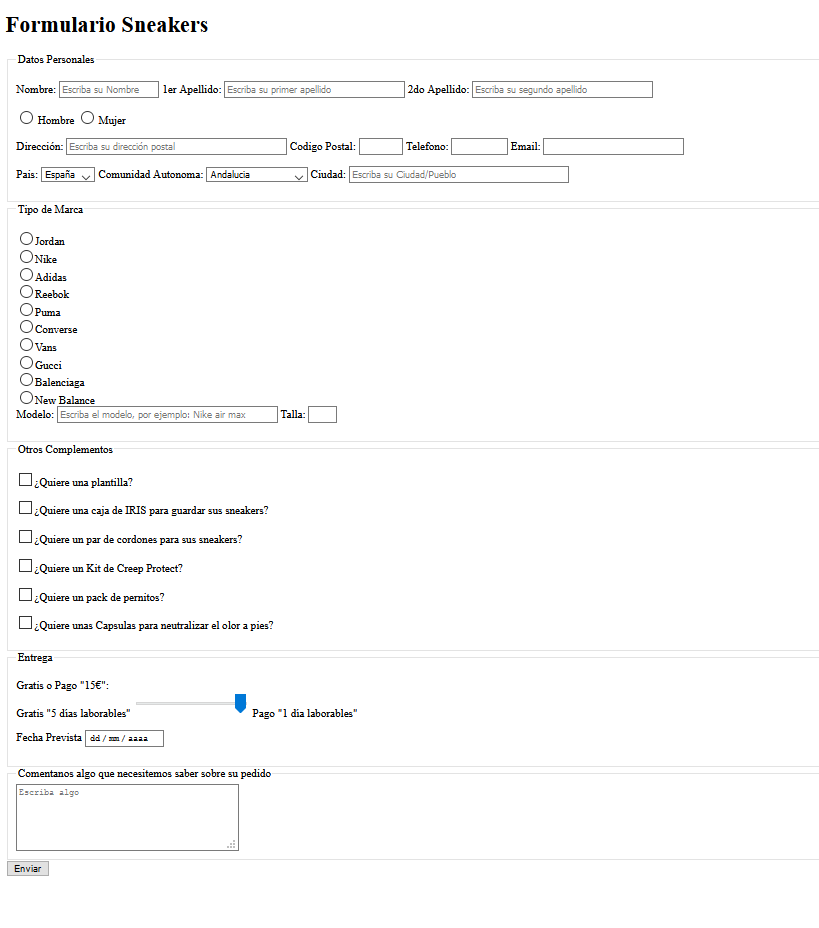 Formulario Sneakers
Datos Personales
Nombre: Escriba su Nombre 1er Apellido: Escriba su primer apellido 2do Apellido: Escriba su segundo apellido
Hombre Mujer
Dirección: Escriba su dirección postal Codigo Postal: Telefono: Email:
Pais: España Comunidad Autonoma: Andalucia Ciudad: Escriba su Ciudad/Pueblo
Tipo de Marca
Jordan
Nike
Adidas
Reebok
Puma
Converse
Vans
Gucci
Balenciaga
New Balance
Modelo: Escriba el modelo, por ejemplo: Nike air max Talla:
Otros Complementos
¿Quiere una plantilla?
¿Quiere una caja de IRIS para guardar sus sneakers?
¿Quiere un par de cordones para sus sneakers?
¿Quiere un Kit de Creep Protect?
¿Quiere un pack de pernitos?
¿Quiere unas Capsulas para neutralizar el olor a pies?
Entrega
Gratis o Pago "15€":
Gratis "5 dias laborables" Pago "1 dia laborables"
Fecha Prevista dd / mm / aaaa
Comentanos algo que necesitemos saber sobre su pedido
Escriba algo
Enviar